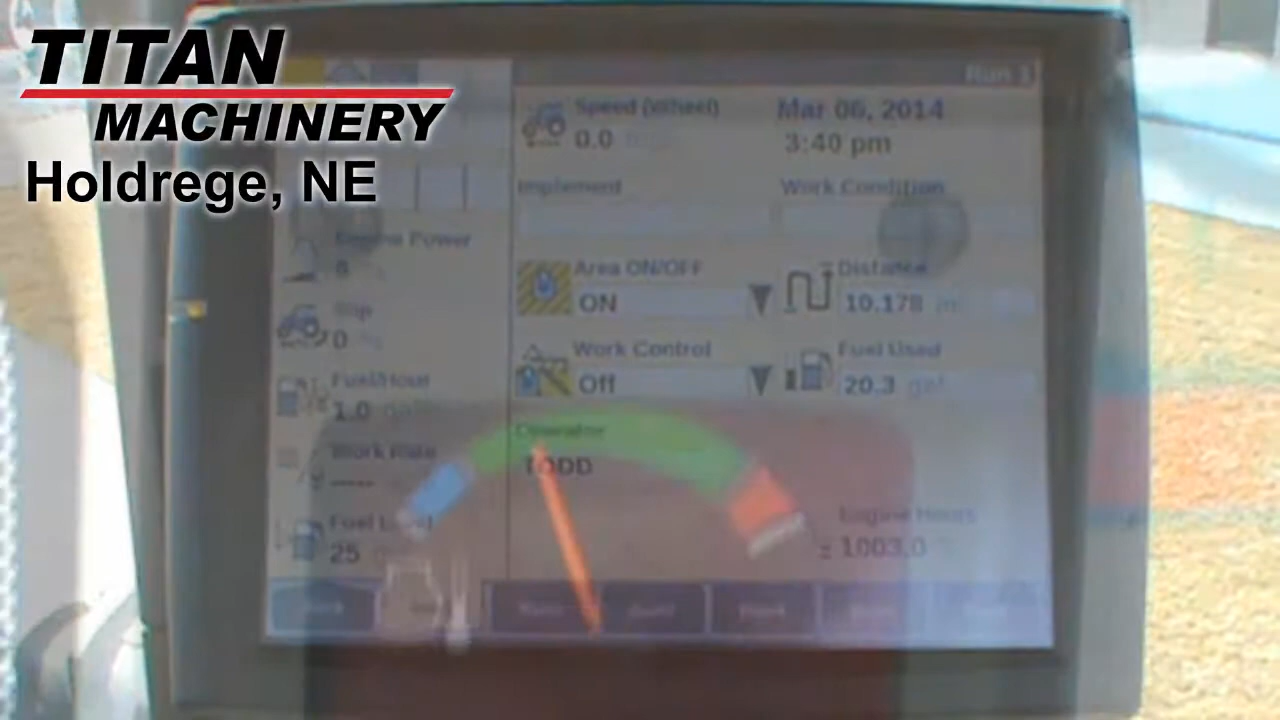 TITAN
MACHINERY
Holdrege, NE
Run 1
Speed (Wheel)
0.0
Mar 06, 2014
3:40 pm
Implement
Work Condition
Engine Power
Slip
0
Fuel/Hour
1.0
Work Rate
-----
Fuel Level
25
Area ON/OFF
ON
Distance
10.178
Work Control
Off
Fuel Used
20.3 gal
Operator
TODD
Engine Hours
1003.0